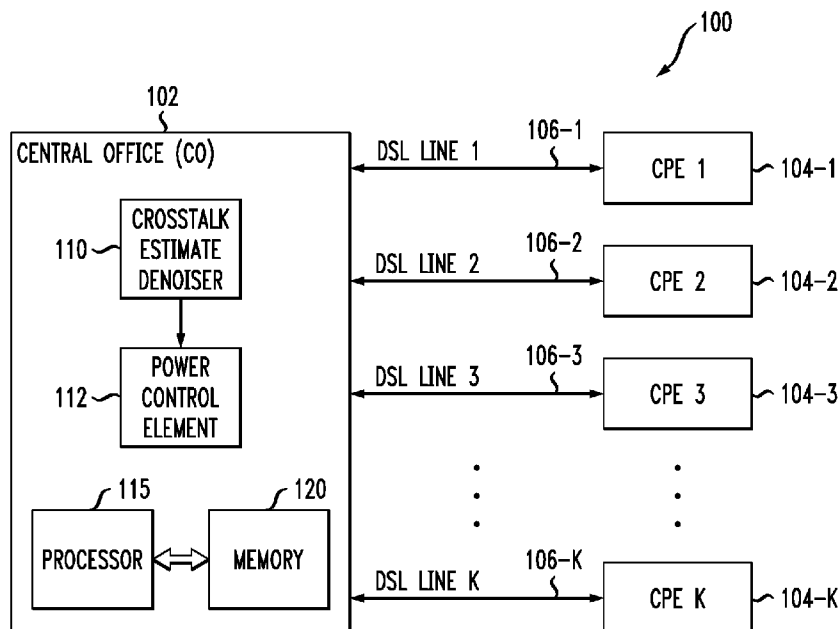 100
102
CENTRAL OFFICE (CO)
CROSSTALK
ESTIMATE
DENOISER
110
POWER
CONTROL
ELEMENT
112
115
PROCESSOR
120
MEMORY
DSL LINE 1
106-1
CPE 1
104-1
DSL LINE 2
106-2
CPE 2
104-2
DSL LINE 3
106-3
CPE 3
104-3
DSL LINE K
106-K
CPE K
104-K